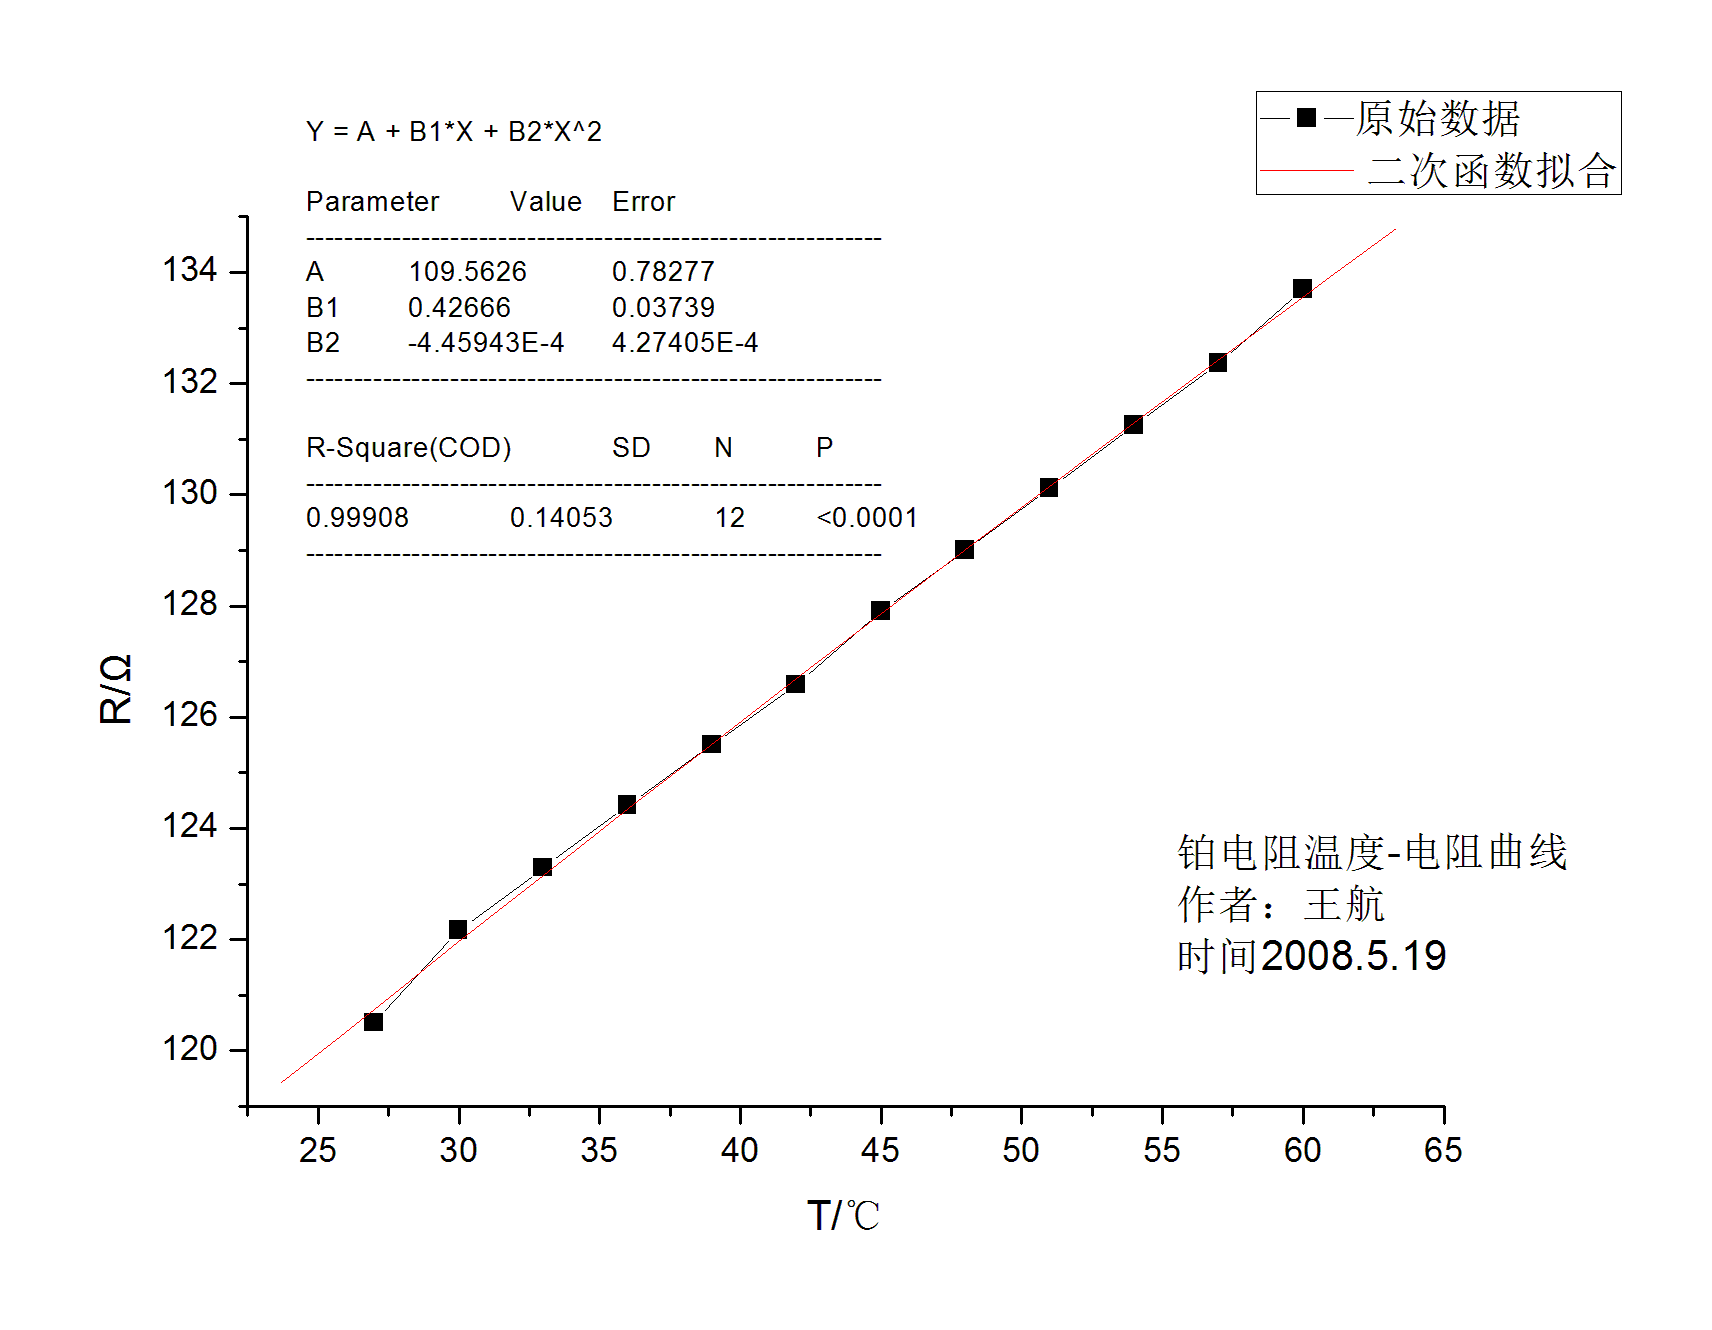 Y = A + B1*X + B2*X^2
Parameter Value Error
------------------------------------------------------------
A 109.5626 0.78277
B1 0.42666 0.03739
B2 -4.45943E-4 4.27405E-4
------------------------------------------------------------
R-Square(COD) SD N P
------------------------------------------------------------
0.99908 0.14053 12 <0.0001
------------------------------------------------------------
原始数据
二次函数拟合
134
132
130
128
126
124
122
120
R/Ω
铂电阻温度-电阻曲线
作者：王航
时间2008.5.19
25 30 35 40 45 50 55 60 65
T/℃